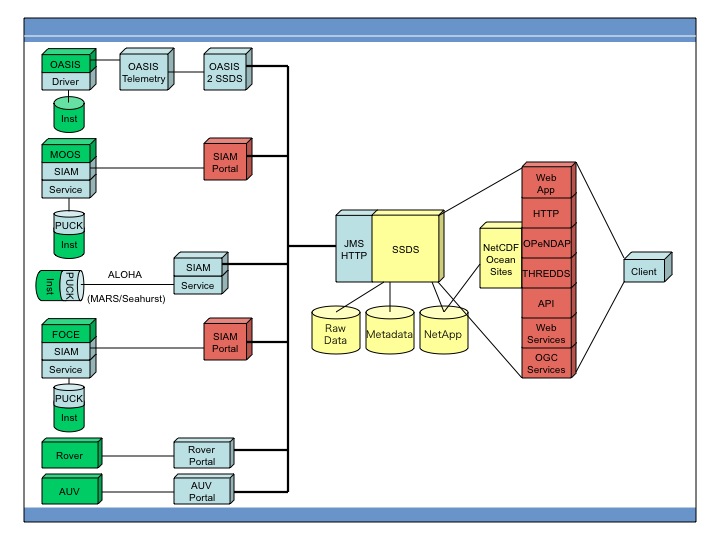 OASIS
Driver
Inst
OASIS
Telemetry
OASIS
2 SSDS
MOOS
SIAM
Service
PUCK
Inst
SIAM
Portal
Inst
PUCK
ALOHA
(MARS/Seahurst)
SIAM
Service
FOCE
SIAM
Service
PUCK
Inst
SIAM
Portal
Rover
Rover
Portal
AUV
AUV
Portal
JMS
HTTP
SSDS
Raw
Data
Metadata
NetApp
NetCDF
Ocean
Sites
Web
App
HTTP
OPeNDAP
THREDDS
API
Web
Services
OGC
Services
Client